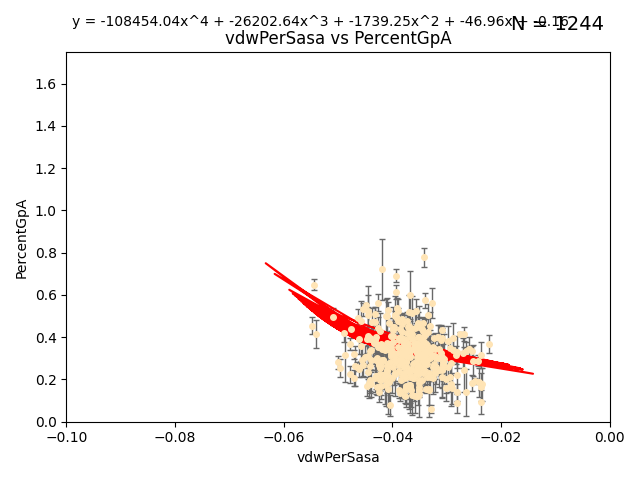 y = -108454.04x^4 + -26202.64x^3 + -1739.25x^2 + -46.96x + -0.16
N = 1244
vdwPerSasa vs PercentGpA
PercentGpA
1.6
1.4
1.2
1.0
0.8
0.6
0.4
0.2
0.0
−0.10 −0.08 −0.06 −0.04 −0.02 0.00
vdwPerSasa